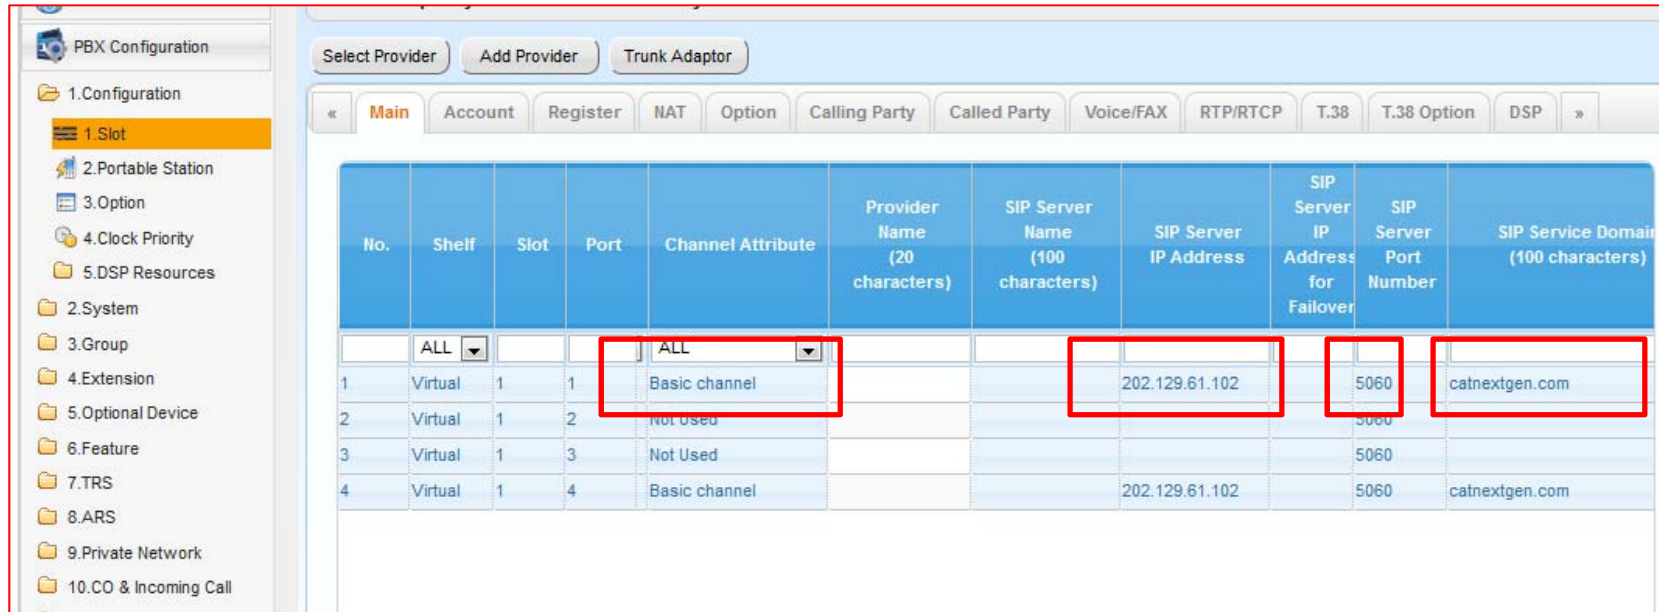 PBX Configuration
1.Configuration
1.Slot
2.Portable Station
3.Option
4.Clock Priority
5.DSP Resources
2.System
3.Group
4.Extension
5.Optional Device
6.Feature
7.TRS
8.ARS
9.Private Network
10.CO & Incoming Call
Select Provider Add Provider Trunk Adaptor
« Main Account Register NAT Option Calling Party Called Party Voice/FAX RTP/RTCP T.38 T.38 Option DSP »
No. Shelf Slot Port Channel Attribute Provider Name (20 characters) SIP Server Name (100 characters) SIP Server IP Address SIP Server IP Address for Failover SIP Server Port Number SIP Service Domain (100 characters)
ALL ALL
1 Virtual 1 1 Basic channel 202.129.61.102 5060 catnextgen.com
2 Virtual 1 2 Not Used 5060
3 Virtual 1 3 Not Used 5060
4 Virtual 1 4 Basic channel 202.129.61.102 5060 catnextgen.com